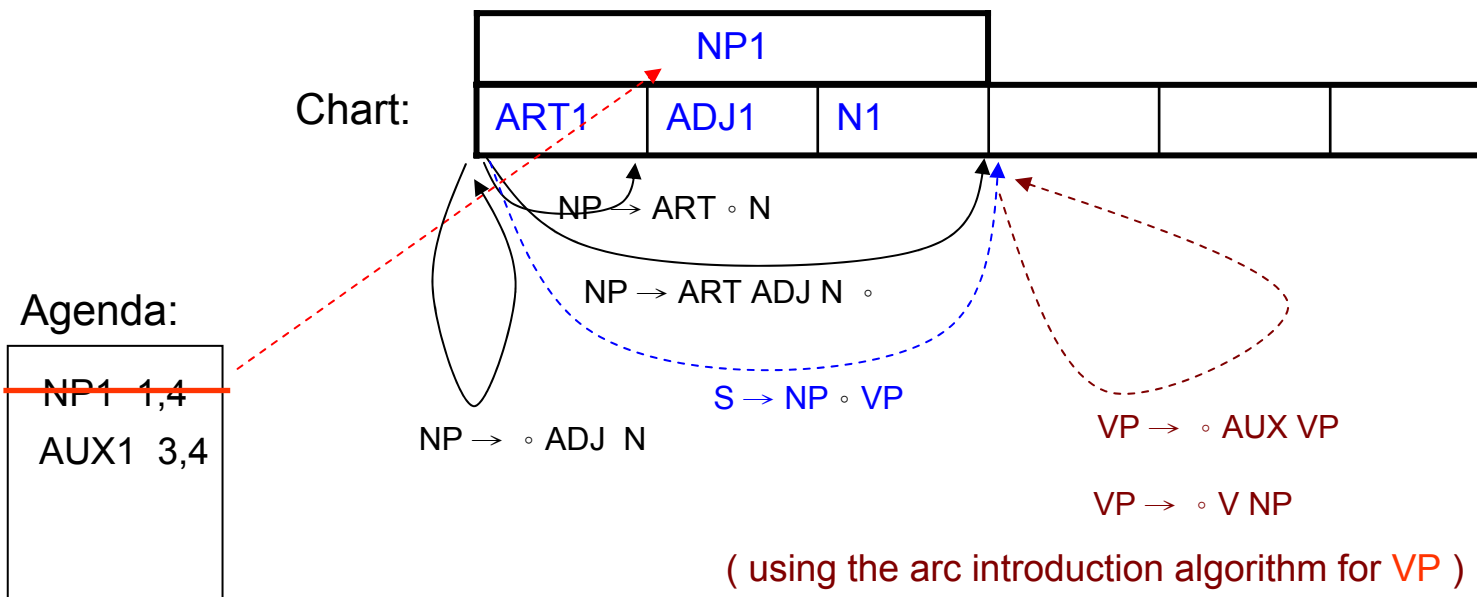 NP1
Chart:
ART1 ADJ1 N1
NP → ART ∘ N
NP → ART ADJ N ∘
Agenda:
NP1 1,4
AUX1 3,4
S → NP ∘ VP
NP → ∘ ADJ N
VP → ∘ AUX VP
VP → ∘ V NP
( using the arc introduction algorithm for VP )